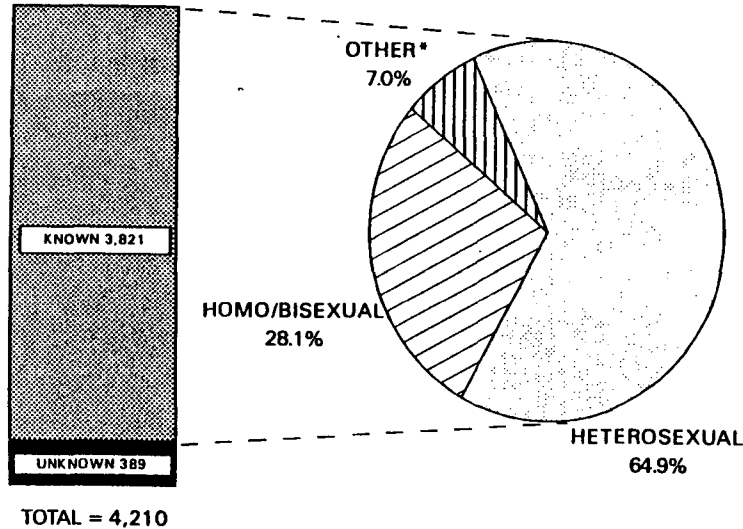 OTHER*
7.0%
KNOWN 3,821
HOMO/BISEXUAL
28.1%
HETEROSEXUAL
64.9%
UNKNOWN 389
TOTAL = 4,210